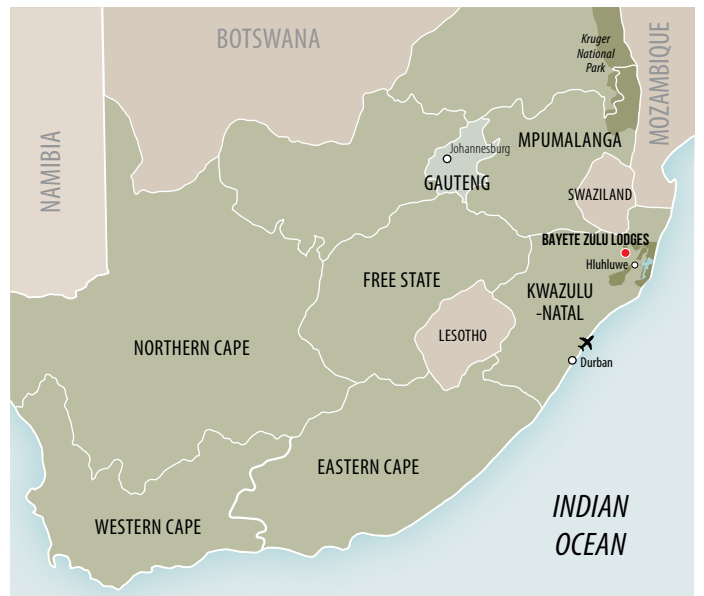 BOTSWANA
Kruger
National
Park
MOZAMBIQUE
NAMIBIA
Johannesburg
MPUMALANGA
GAUTENG
SWAZILAND
BAYETE ZULU LODGES
Hluhluwe
FREE STATE
KWAZULU
-NATAL
LESOTHO
NORTHERN CAPE
Durban
EASTERN CAPE
WESTERN CAPE
INDIAN
OCEAN